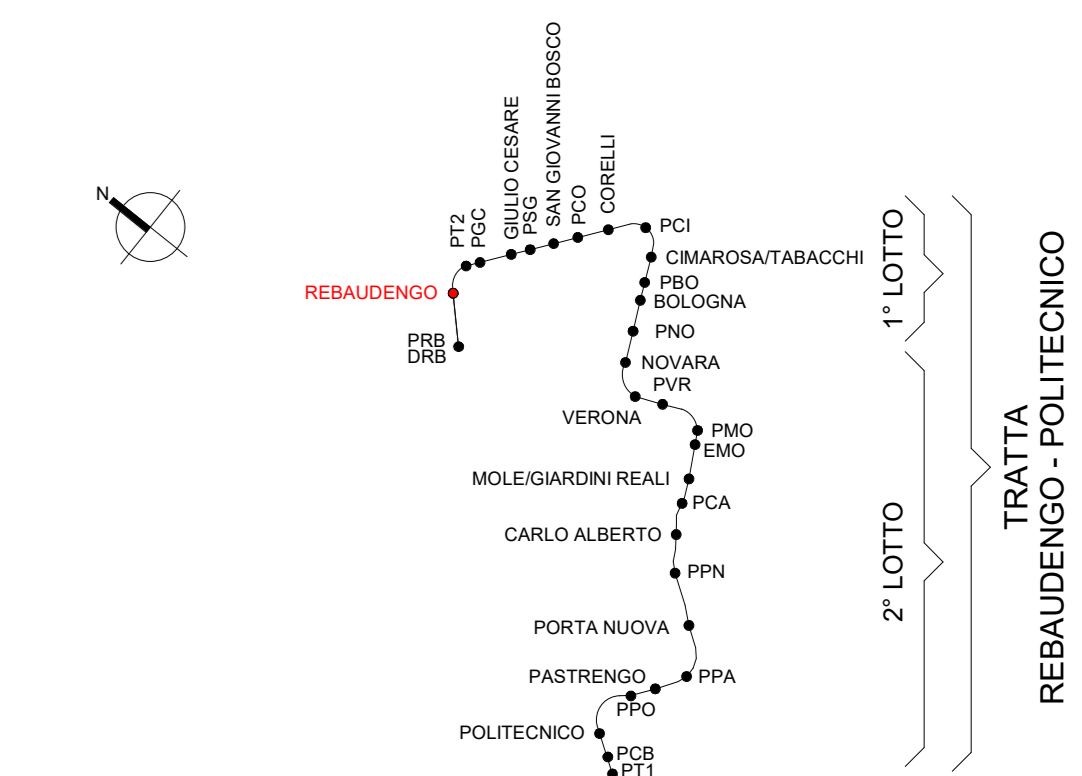 N
PT2
PGC
GIULIO CESARE
PSG
SAN GIOVANNI BOSCO
PCO
CORELLI
PCI
CIMAROSA/TABACCHI
REBAUDENGO
PBO
BOLOGNA
PRB
DRB
PNO
NOVARA
PVR
VERONA
PMO
EMO
MOLE/GIARDINI REALI
PCA
CARLO ALBERTO
PPN
PORTA NUOVA
PASTRENGO
PPA
PPO
POLITECNICO
PCB
PT1
1° LOTTO
2° LOTTO
TRATTA
REBAUDENGO - POLITECNICO